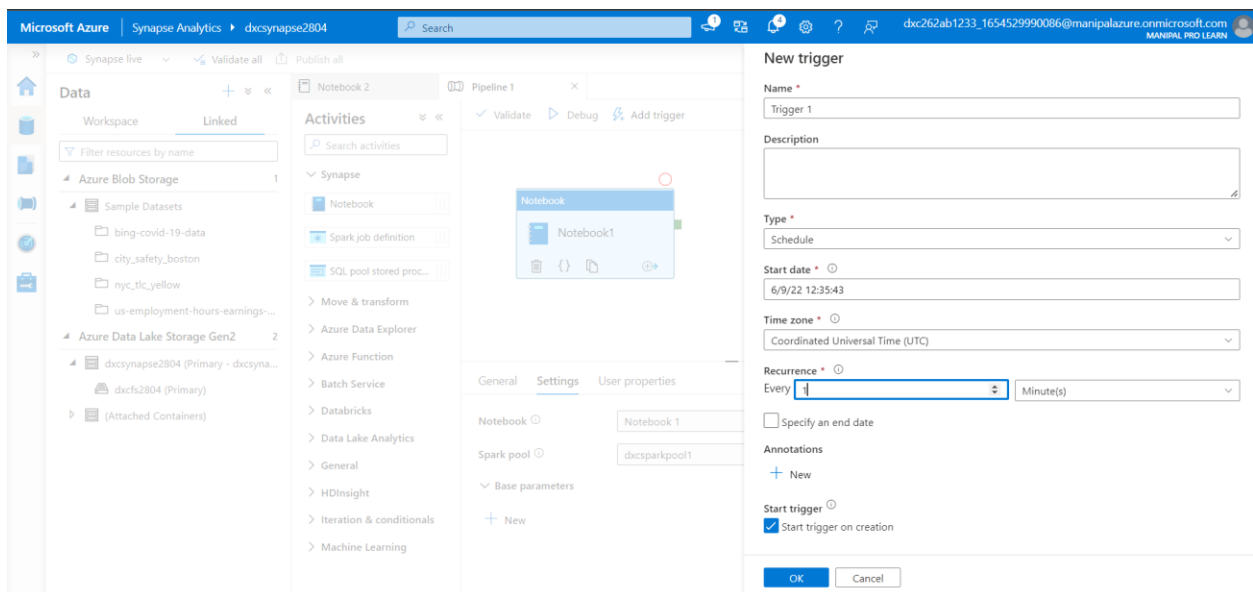 Microsoft Azure Synapse Analytics dxcsynapse2804 Search 4 dxc262ab1233_1654529990086@manipalazure.onmicrosoft.com
MANIPAL PRO LEARN
Synapse live Validate all Publish all
Data
Workspace Linked
Filter resources by name
Azure Blob Storage 1
Sample Datasets
bing-covid-19-data
city_safety_boston
nyc_tlc_yellow
us-employment-hours-earnings-...
Azure Data Lake Storage Gen2 2
dxcsynapse2804 (Primary - dxcsyna...
dxcfs2804 (Primary)
(Attached Containers)
Notebook 2 Pipeline 1
Activities
Search activities
Synapse
Notebook
Spark job definition
SQL pool stored proc...
Move & transform
Azure Data Explorer
Azure Function
Batch Service
Databricks
Data Lake Analytics
General
HDInsight
Iteration & conditionals
Machine Learning
Validate Debug Add trigger
Notebook
Notebook1
General Settings User properties
Notebook Notebook 1
Spark pool dxcsparkpool1
Base parameters
New
New trigger
Name *
Trigger 1
Description
Type *
Schedule
Start date *
6/9/22 12:35:43
Time zone *
Coordinated Universal Time (UTC)
Recurrence *
Every 1 Minute(s)
Specify an end date
Annotations
New
Start trigger
Start trigger on creation
OK Cancel